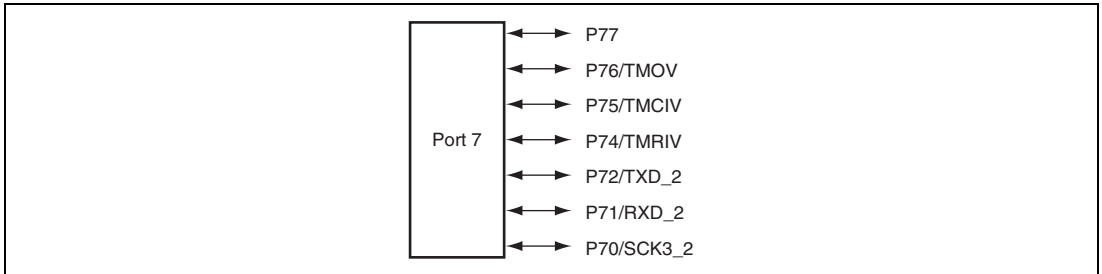 P77
P76/TMOV
P75/TMCIV
Port 7
P74/TMRIV
P72/TXD_2
P71/RXD_2
P70/SCK3_2